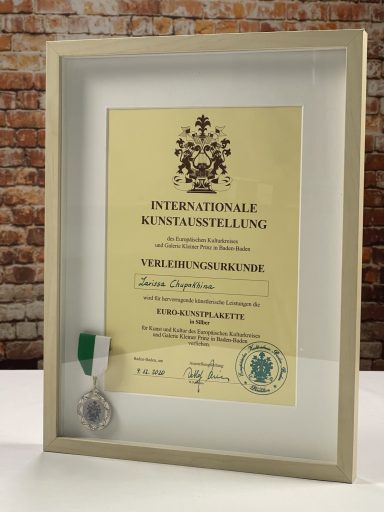 INTERNATIONALE
KUNSTAUSSTELLUNG
des Europäischen Kulturkreises
und Galerie Kleiner Prinz in Baden-Baden
VERLEIHUNGSURKUNDE
Larissa Chupakhina
wird für hervorragende künstlerische Leistungen die
EURO-KUNSTPLAKETTE
in Silber
für Kunst und Kultur des Europäischen Kulturkreises
und Galerie Kleiner Prinz in Baden-Baden
verliehen.
Baden-Baden, am
Ausstellungsleitung
9.12.2020